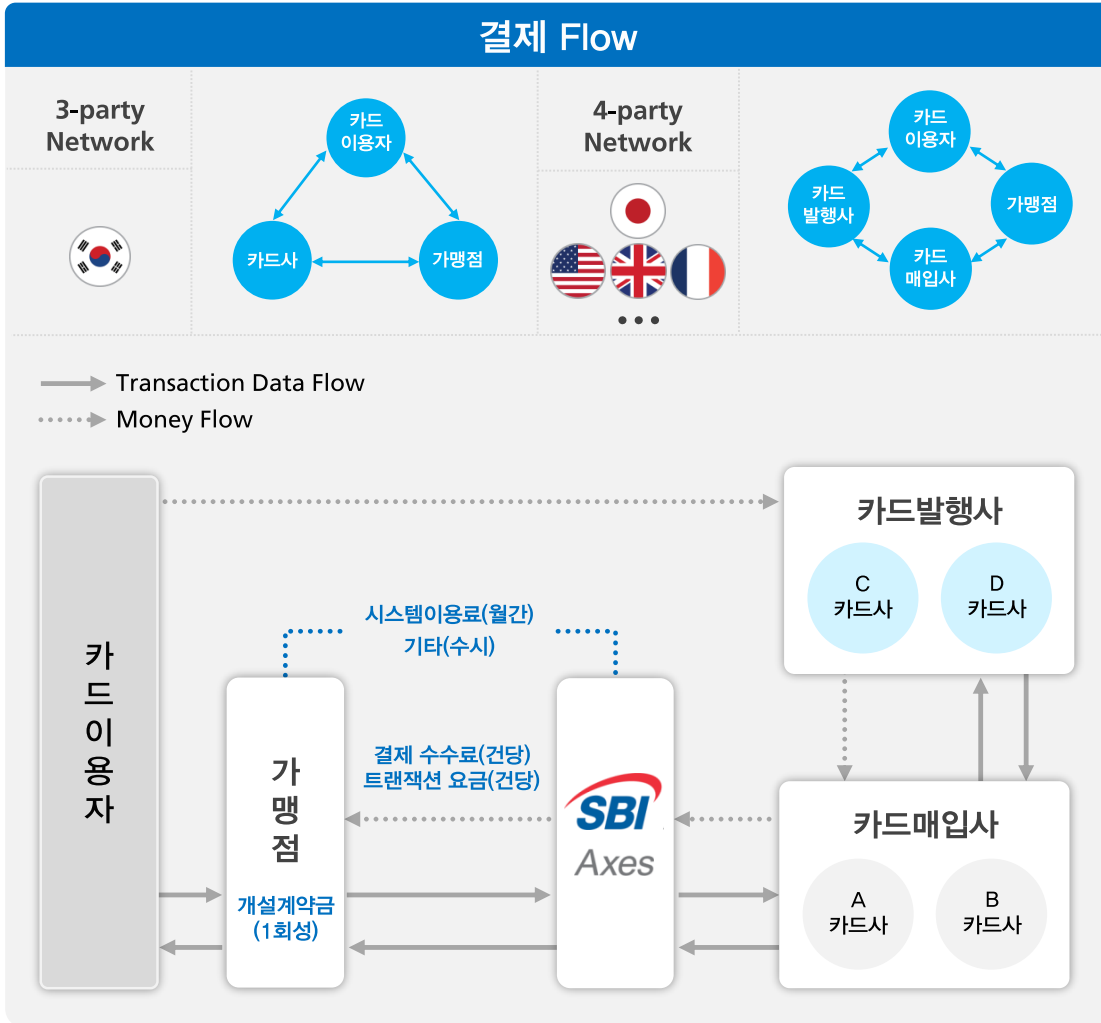 결제 Flow
3-party
Network
카드
이용자
카드사
가맹점
4-party
Network
카드
이용자
카드
발행사
가맹점
카드
매입사
Transaction Data Flow
Money Flow
카드이용자
카드발행사
C
카드사
D
카드사
시스템이용료(월간)
기타(수시)
가맹점
개설계약금
(1회성)
결제 수수료(건당)
트랜잭션 요금(건당)
SBI
Axes
카드매입사
A
카드사
B
카드사